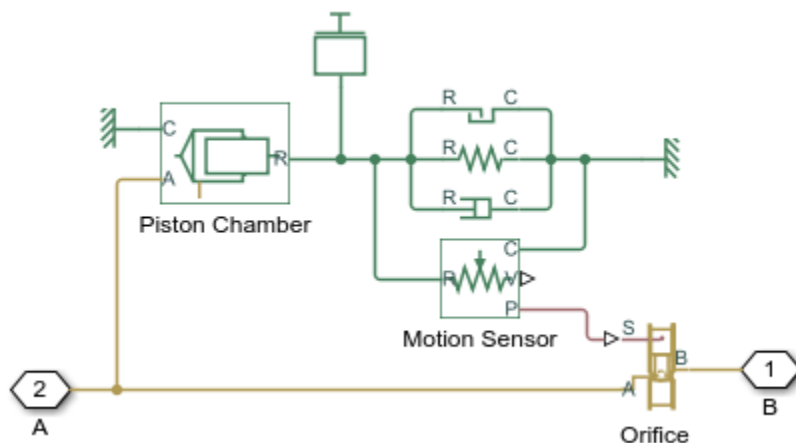 C
R
A
Piston Chamber
R C
R C
R C
C
R V
P
Motion Sensor
S
B
A
Orifice
2
A
1
B